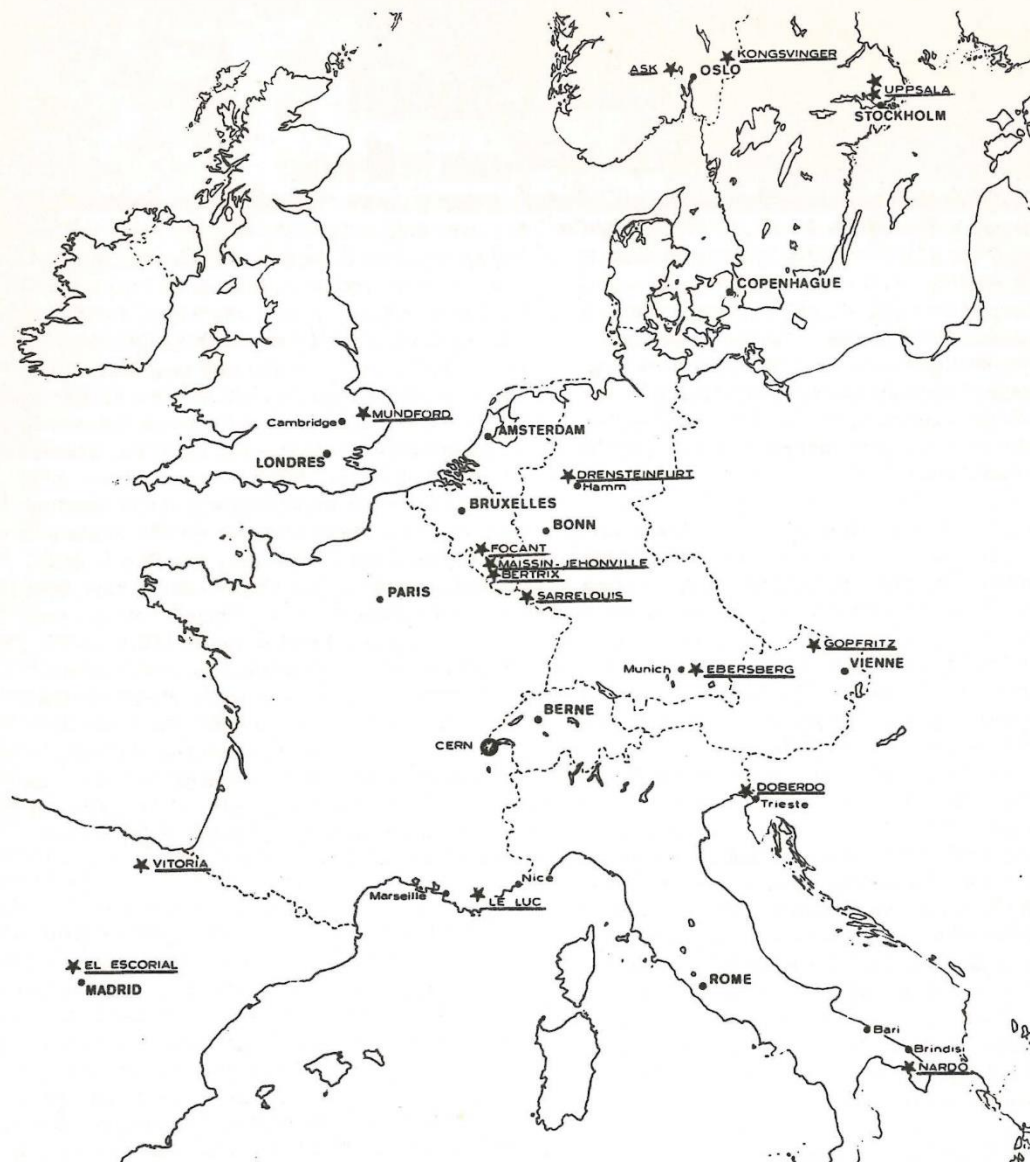 KONGSVINGER
ASK
OSLO
UPPSALA
STOCKHOLM
COPENHAGUE
MUNDFORD
Cambridge
AMSTERDAM
LONDRES
DRENSTEINFURT
Hamm
BRUXELLES
BONN
FOCANT
MAISSIN-JEHONVILLE
BERTRIX
PARIS
SARRELOUIS
GOPFRITZ
Munich
EBERSBERG
VIENNE
BERNE
CERN
DOBERDO
Trieste
VITORIA
Nice
Marseille
LE LUC
EL ESCORIAL
MADRID
ROME
Bari
Brindisi
NARDO